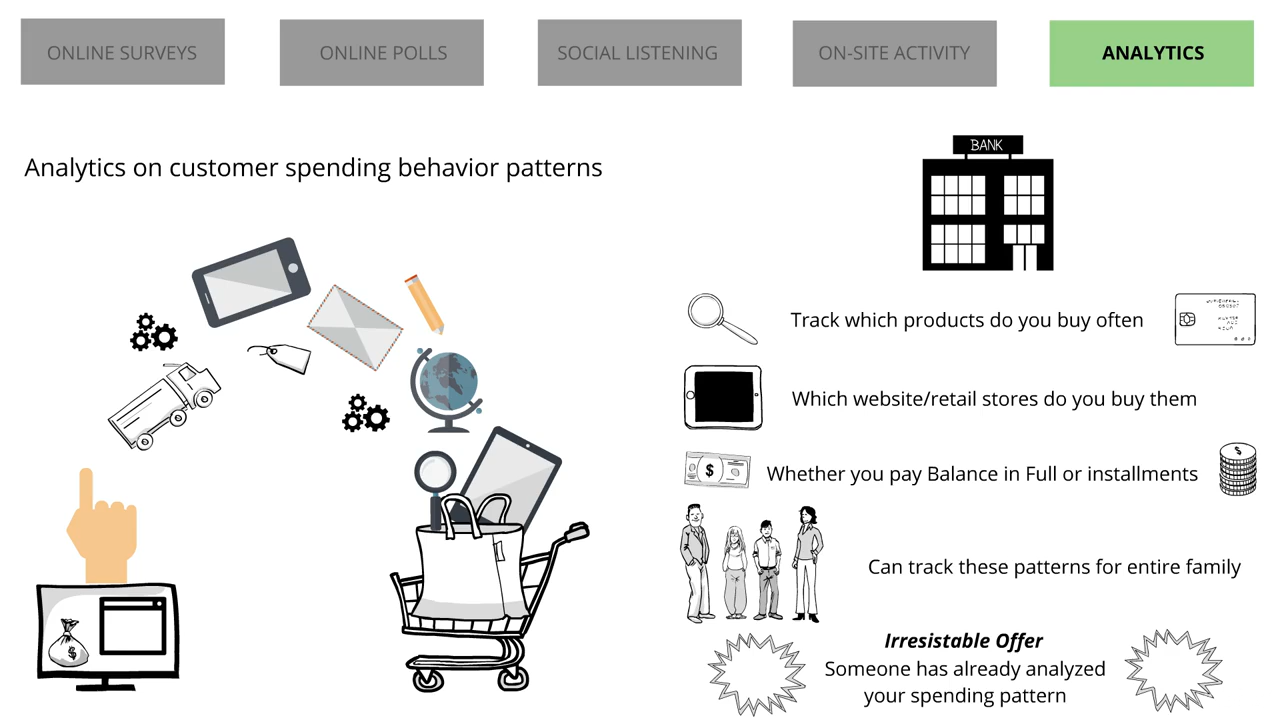 ONLINE SURVEYS
ONLINE POLLS
SOCIAL LISTENING
ON-SITE ACTIVITY
ANALYTICS
Analytics on customer spending behavior patterns
BANK
Track which products do you buy often
Which website/retail stores do you buy them
$
Whether you pay Balance in Full or installments
$
Can track these patterns for entire family
$
Irresistable Offer
Someone has already analyzed
your spending pattern